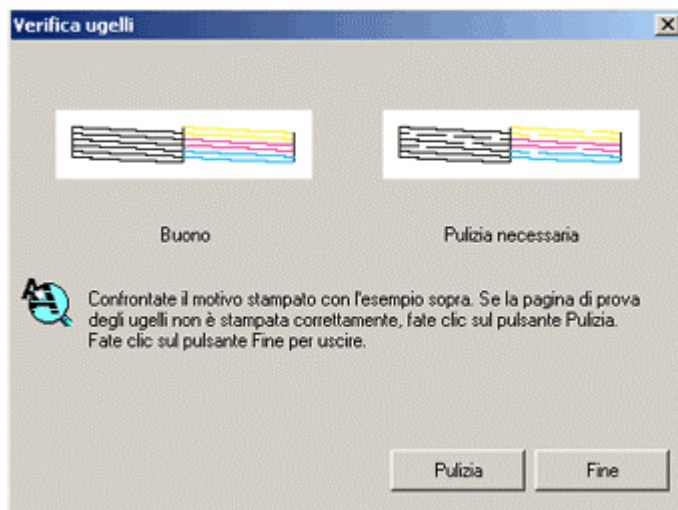 Verifica ugelli
Buono
Pulizia necessaria
Confrontate il motivo stampato con l'esempio sopra. Se la pagina di prova
degli ugelli non è stampata correttamente, fate clic sul pulsante Pulizia.
Fate clic sul pulsante Fine per uscire.
Pulizia
Fine